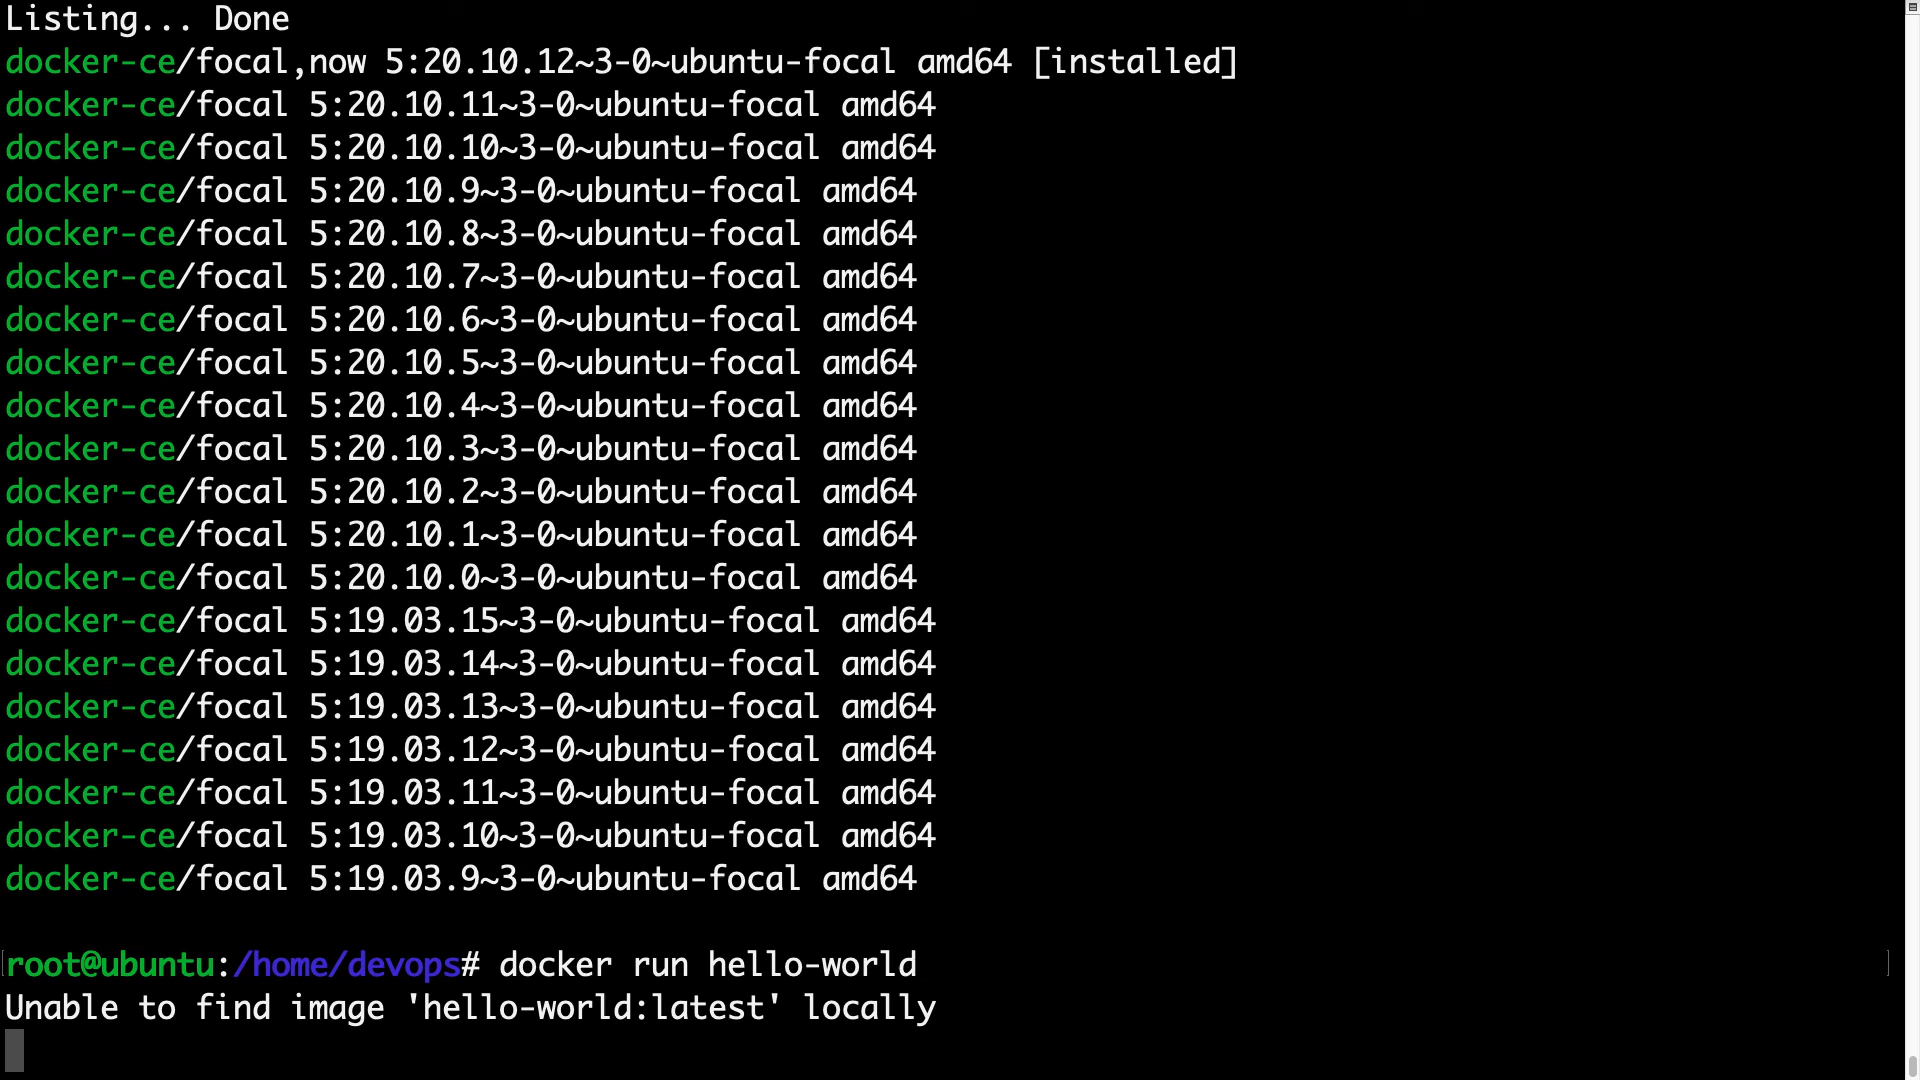 Listing... Done
docker-ce/focal,now 5:20.10.12~3-0~ubuntu-focal amd64 [installed]
docker-ce/focal 5:20.10.11~3-0~ubuntu-focal amd64
docker-ce/focal 5:20.10.10~3-0~ubuntu-focal amd64
docker-ce/focal 5:20.10.9~3-0~ubuntu-focal amd64
docker-ce/focal 5:20.10.8~3-0~ubuntu-focal amd64
docker-ce/focal 5:20.10.7~3-0~ubuntu-focal amd64
docker-ce/focal 5:20.10.6~3-0~ubuntu-focal amd64
docker-ce/focal 5:20.10.5~3-0~ubuntu-focal amd64
docker-ce/focal 5:20.10.4~3-0~ubuntu-focal amd64
docker-ce/focal 5:20.10.3~3-0~ubuntu-focal amd64
docker-ce/focal 5:20.10.2~3-0~ubuntu-focal amd64
docker-ce/focal 5:20.10.1~3-0~ubuntu-focal amd64
docker-ce/focal 5:20.10.0~3-0~ubuntu-focal amd64
docker-ce/focal 5:19.03.15~3-0~ubuntu-focal amd64
docker-ce/focal 5:19.03.14~3-0~ubuntu-focal amd64
docker-ce/focal 5:19.03.13~3-0~ubuntu-focal amd64
docker-ce/focal 5:19.03.12~3-0~ubuntu-focal amd64
docker-ce/focal 5:19.03.11~3-0~ubuntu-focal amd64
docker-ce/focal 5:19.03.10~3-0~ubuntu-focal amd64
docker-ce/focal 5:19.03.9~3-0~ubuntu-focal amd64
root@ubuntu:/home/devops# docker run hello-world
Unable to find image 'hello-world:latest' locally